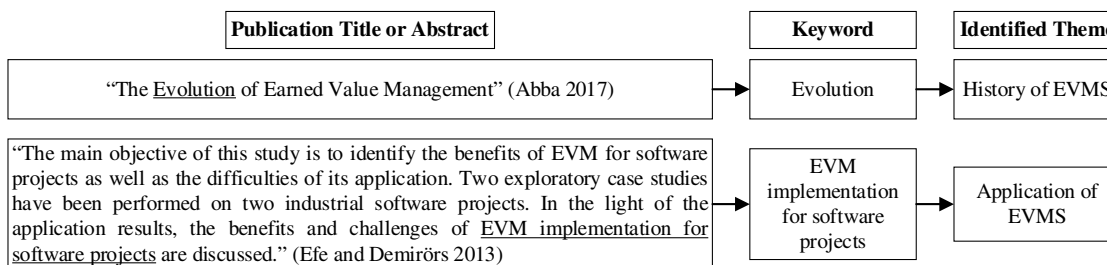 Publication Title or Abstract
Keyword
Identified Theme
“The Evolution of Earned Value Management” (Abba 2017)
Evolution
History of EVMS
“The main objective of this study is to identify the benefits of EVM for software
projects as well as the difficulties of its application. Two exploratory case studies
have been performed on two industrial software projects. In the light of the
application results, the benefits and challenges of EVM implementation for
software projects are discussed.” (Efe and Demirörs 2013)
EVM
implementation
for software
projects
Application of
EVMS